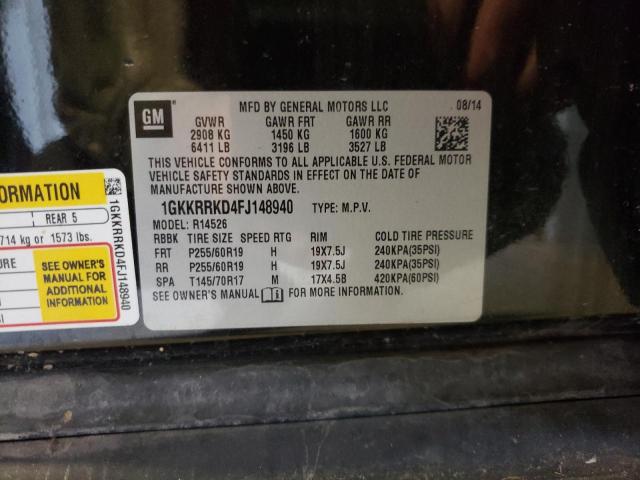 MFD BY GENERAL MOTORS LLC 08/14
GM
GVWR GAWR FRT GAWR RR
2908 KG 1450 KG 1600 KG
6411 LB 3196 LB 3527 LB
THIS VEHICLE CONFORMS TO ALL APPLICABLE U.S. FEDERAL MOTOR
VEHICLE SAFETY STANDARDS IN EFFECT ON THE DATE OF
MANUFACTURE SHOWN ABOVE.
1GKKRRKD4FJ148940 TYPE: M.P.V.
MODEL: R14526
RBBK TIRE SIZE SPEED RTG RIM COLD TIRE PRESSURE
FRT P255/60R19 H 19X7.5J 240KPA(35PSI)
RR P255/60R19 H 19X7.5J 240KPA(35PSI)
SPA T145/70R17 M 17X4.5B 420KPA(60PSI)
SEE OWNER'S MANUAL FOR MORE INFORMATION
REAR 5
714 kg or 1573 lbs.
SEE OWNER'S
MANUAL FOR
ADDITIONAL
INFORMATION
1GKKRRKD4FJ148940